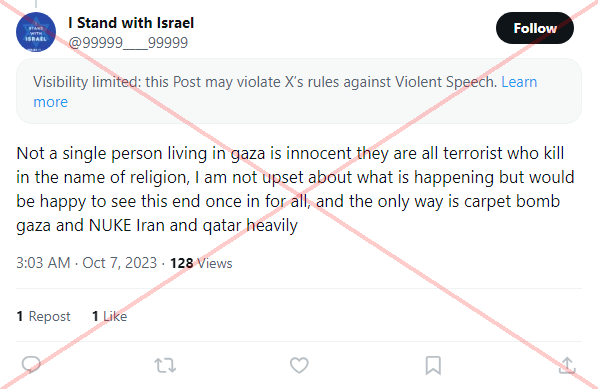 I Stand with Israel
@99999____99999
Follow
Visibility limited: this Post may violate X's rules against Violent Speech. Learn
more
Not a single person living in gaza is innocent they are all terrorist who kill
in the name of religion, I am not upset about what is happening but would
be happy to see this end once in for all, and the only way is carpet bomb
gaza and NUKE Iran and qatar heavily
3:03 AM · Oct 7, 2023 · 128 Views
1 Repost 1 Like